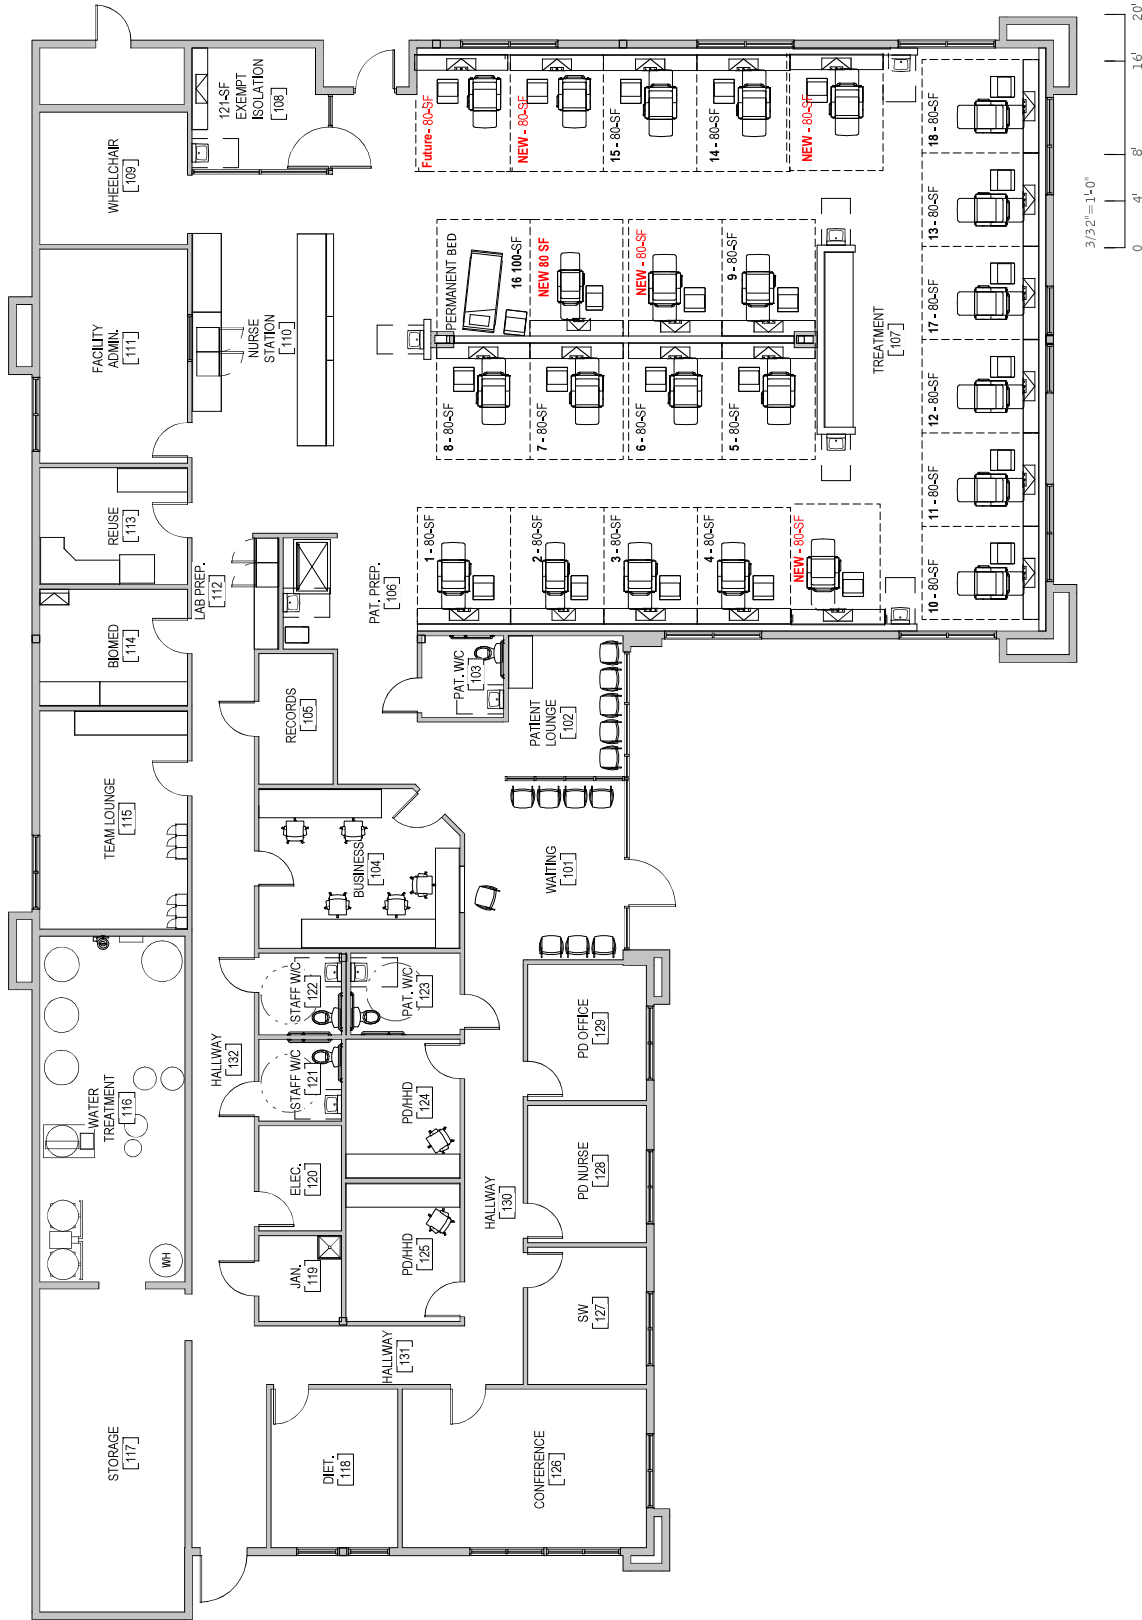 WHEELCHAIR
109
121-SF
EXEMPT
ISOLATION
108
FACILITY
ADMIN.
111
NURSE
STATION
110
REUSE
113
LAB PREP.
112
BIOMED
114
PAT. PREP.
106
TEAM LOUNGE
115
RECORDS
105
PAT. W/C
103
PATIENT
LOUNGE
102
BUSINESS
104
WAITING
101
WATER
TREATMENT
116
WH
HALLWAY
132
STAFF W/C
122
PAT. W/C
123
STAFF W/C
121
PD/HHD
124
ELEC.
120
JAN.
119
PD/HHD
125
HALLWAY
130
PD OFFICE
129
PD NURSE
128
SW
127
HALLWAY
131
STORAGE
117
DIET.
118
CONFERENCE
126
Future- 80-SF
NEW - 80-SF
15 - 80-SF
14 - 80-SF
NEW - 80-SF
PERMANENT BED
16 100-SF
NEW 80 SF
NEW - 80-SF
9 - 80-SF
8 - 80-SF
7 - 80-SF
6 - 80-SF
5 - 80-SF
TREATMENT
107
1 - 80-SF
2 - 80-SF
3 - 80-SF
4 - 80-SF
NEW - 80-SF
18 - 80-SF
13 - 80-SF
17 - 80-SF
12 - 80-SF
11 - 80-SF
10 - 80-SF
3/32"=1'-0"
0 4' 8' 16' 20'